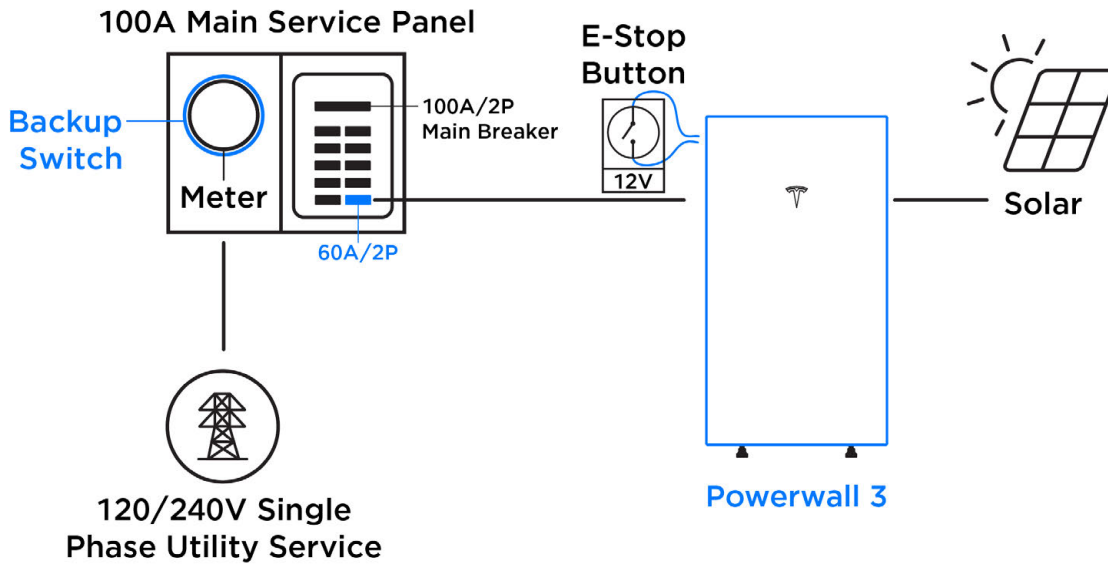 100A Main Service Panel
E-Stop
Button
100A/2P
Main Breaker
Backup
Switch
Meter
12V
Solar
60A/2P
Powerwall 3
120/240V Single
Phase Utility Service